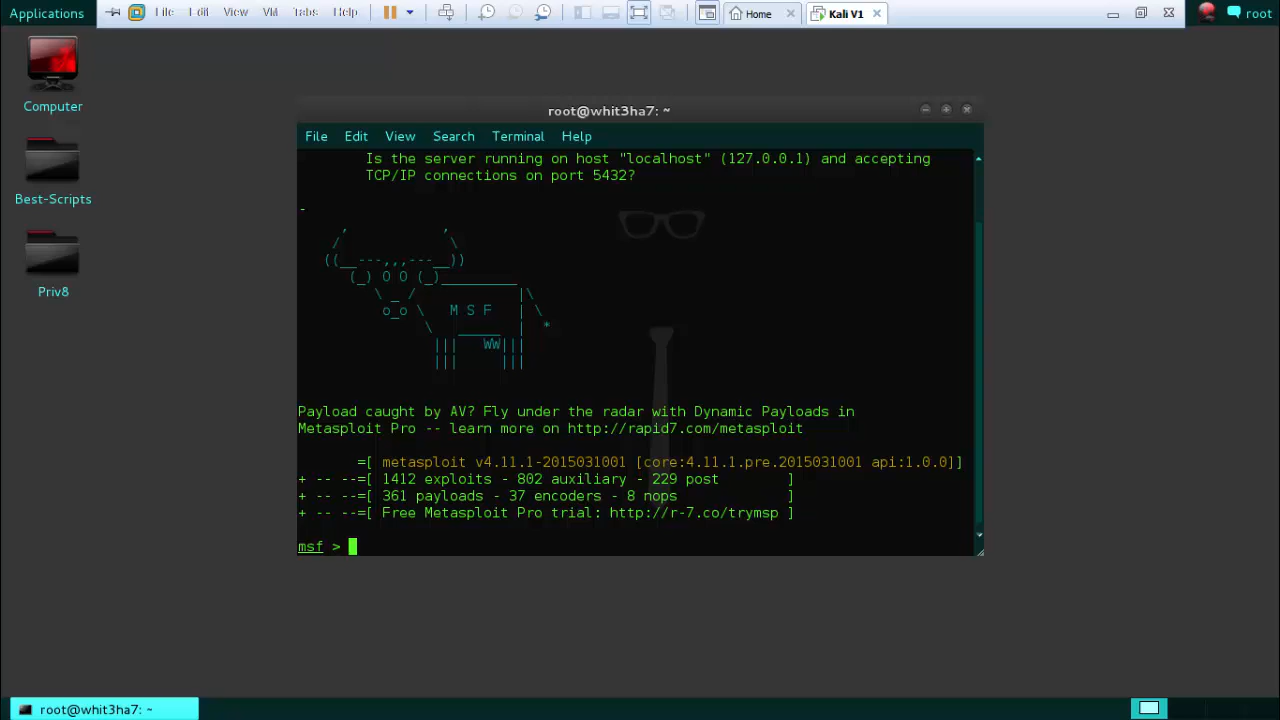 Applications File Edit View VM Tabs Help Home Kali V1 root
Computer
Best-Scripts
Priv8
root@whit3ha7: ~
File Edit View Search Terminal Help
Is the server running on host "localhost" (127.0.0.1) and accepting
TCP/IP connections on port 5432?
M S F
Payload caught by AV? Fly under the radar with Dynamic Payloads in
Metasploit Pro -- learn more on http://rapid7.com/metasploit
=[ metasploit v4.11.1-2015031001 [core:4.11.1.pre.2015031001 api:1.0.0]]
+ -- --=[ 1412 exploits - 802 auxiliary - 229 post ]
+ -- --=[ 361 payloads - 37 encoders - 8 nops ]
+ -- --=[ Free Metasploit Pro trial: http://r-7.co/trymsp ]
msf >
root@whit3ha7: ~